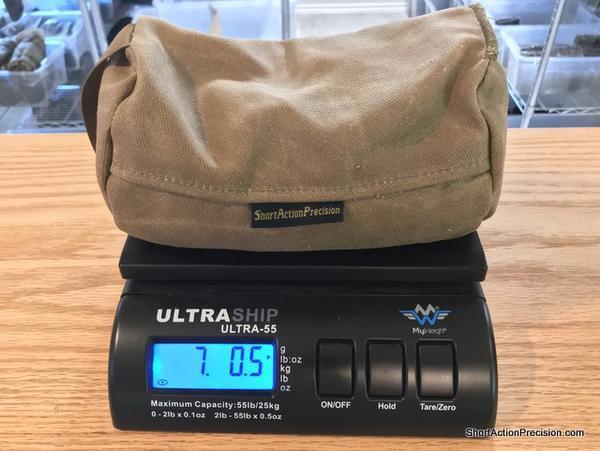 ShortActionPrecision
ULTRASHIP
ULTRA-55
MyWeigh®
7. 0.5
g
lb:oz
kg
lb
oz
ON/OFF
Hold
Tare/Zero
Maximum Capacity:55lb/25kg
0 - 2lb x 0.1oz 2lb - 55lb x 0.5oz
ShortActionPrecision.com